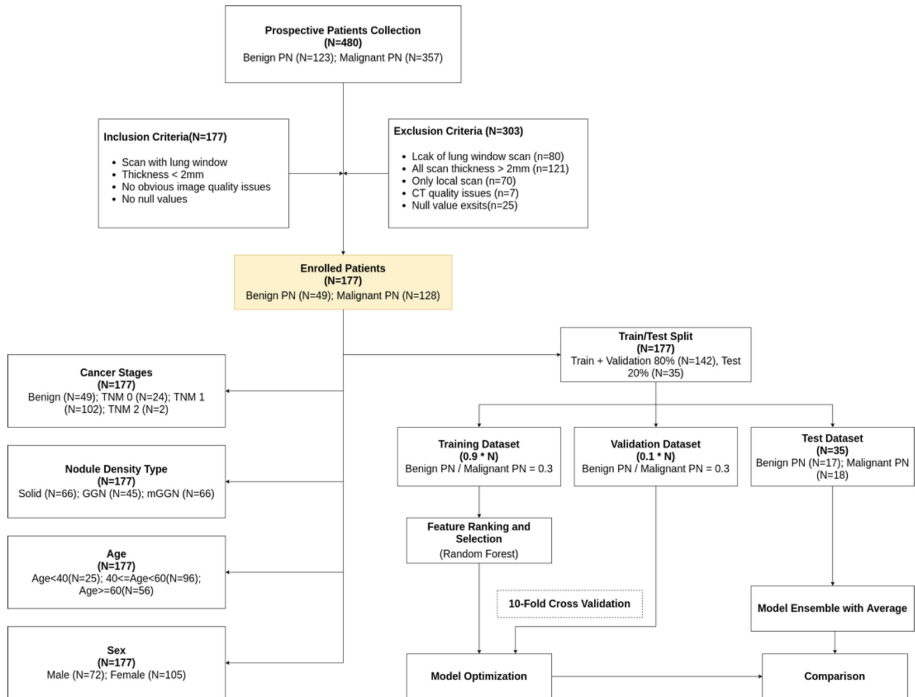 Prospective Patients Collection
(N=480)
Benign PN (N=123); Malignant PN (N=357)
Inclusion Criteria(N=177)
• Scan with lung window
• Thickness < 2mm
• No obvious image quality issues
• No null values
Exclusion Criteria (N=303)
• Lcak of lung window scan (n=80)
• All scan thickness > 2mm (n=121)
• Only local scan (n=70)
• CT quality issues (n=7)
• Null value exsits(n=25)
Enrolled Patients
(N=177)
Benign PN (N=49); Malignant PN (N=128)
Train/Test Split
(N=177)
Train + Validation 80% (N=142), Test
20% (N=35)
Cancer Stages
(N=177)
Benign (N=49); TNM 0 (N=24); TNM 1
(N=102); TNM 2 (N=2)
Nodule Density Type
(N=177)
Solid (N=66); GGN (N=45); mGGN (N=66)
Age
(N=177)
Age<40(N=25); 40<=Age<60(N=96);
Age>=60(N=56)
Sex
(N=177)
Male (N=72); Female (N=105)
Training Dataset
(0.9 * N)
Benign PN / Malignant PN = 0.3
Validation Dataset
(0.1 * N)
Benign PN / Malignant PN = 0.3
Test Dataset
(N=35)
Benign PN (N=17); Malignant PN
(N=18)
Feature Ranking and
Selection
(Random Forest)
10-Fold Cross Validation
Model Ensemble with Average
Model Optimization
Comparison